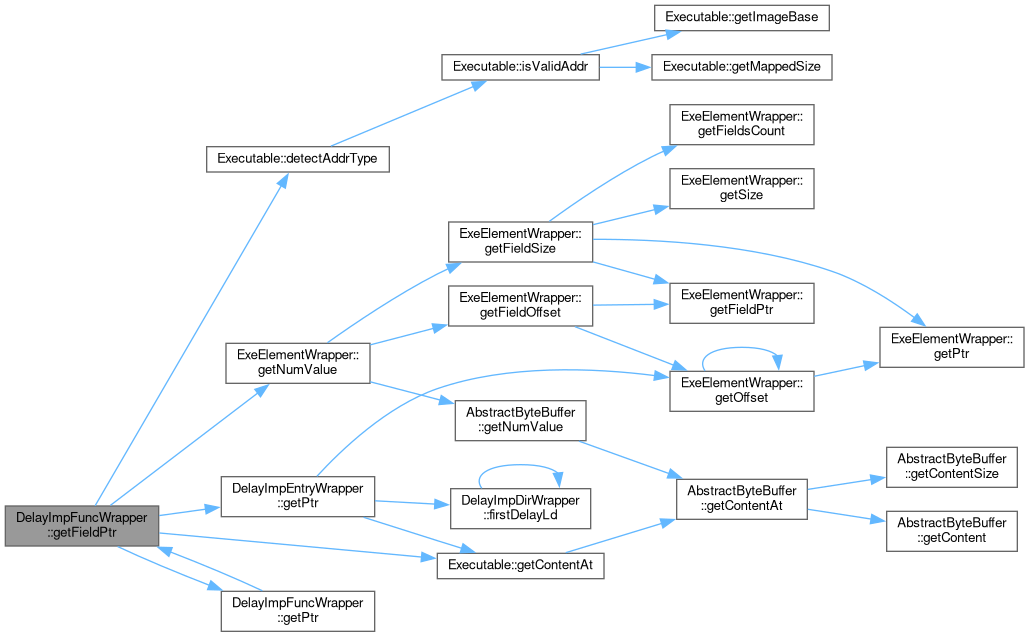 Executable::getImageBase
Executable::isValidAddr
Executable::getMappedSize
ExeElementWrapper::
getFieldsCount
Executable::detectAddrType
ExeElementWrapper::
getSize
ExeElementWrapper::
getFieldSize
ExeElementWrapper::
getFieldOffset
ExeElementWrapper::
getFieldPtr
ExeElementWrapper::
getPtr
ExeElementWrapper::
getNumValue
ExeElementWrapper::
getOffset
AbstractByteBuffer
::getNumValue
AbstractByteBuffer
::getContentSize
DelayImpEntryWrapper
::getPtr
DelayImpDirWrapper
::firstDelayLd
AbstractByteBuffer
::getContentAt
DelayImpFuncWrapper
::getFieldPtr
AbstractByteBuffer
::getContent
Executable::getContentAt
DelayImpFuncWrapper
::getPtr